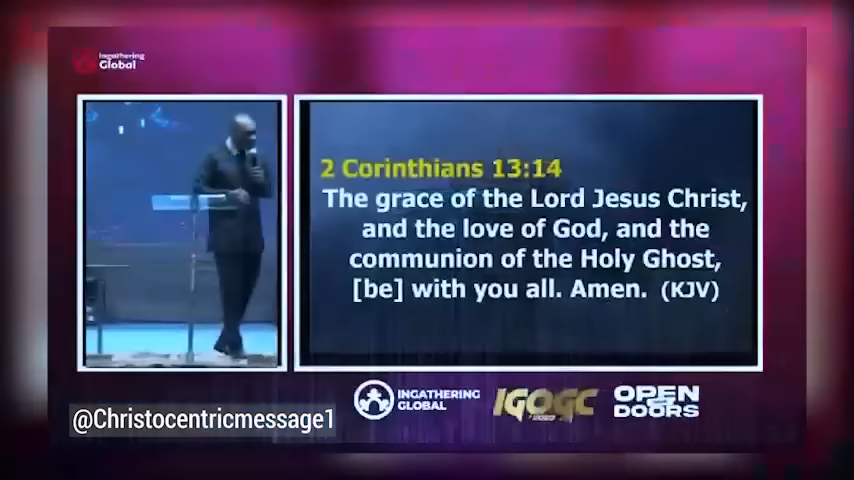 Ingathering
Global
2 Corinthians 13:14
The grace of the Lord Jesus Christ,
and the love of God, and the
communion of the Holy Ghost,
[be] with you all. Amen. (KJV)
INGATHERING
GLOBAL
IGOGC
OPEN
DOORS
@Christocentricmessage1